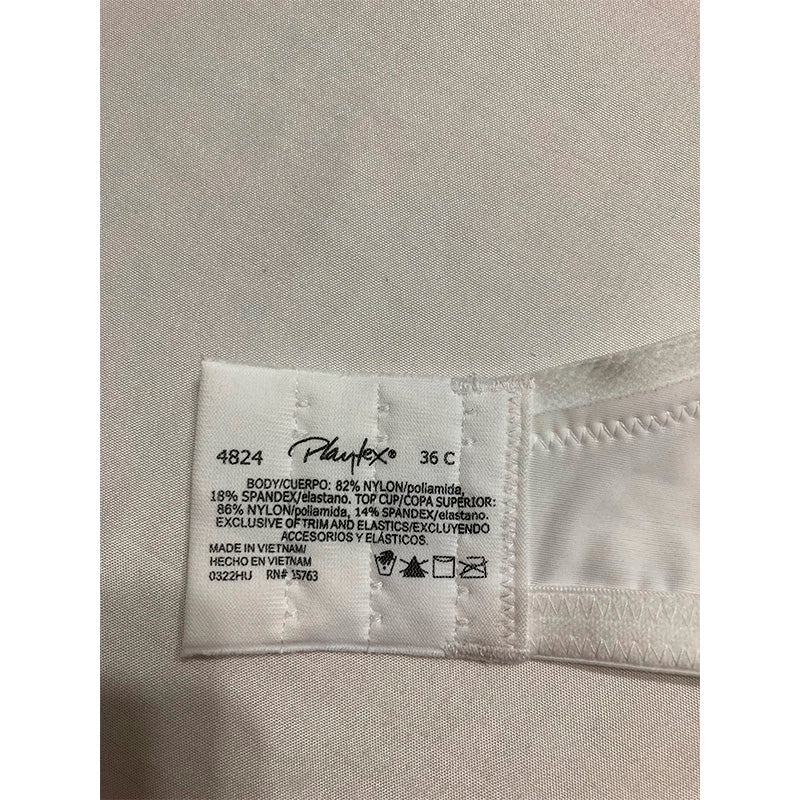 4824 Playtex® 36 C
BODY/CUERPO: 82% NYLON/poliamida,
18% SPANDEX/elastano. TOP CUP/COPA SUPERIOR:
86% NYLON/poliamida, 14% SPANDEX/elastano.
EXCLUSIVE OF TRIM AND ELASTICS/EXCLUYENDO
ACCESORIOS Y ELÁSTICOS.
MADE IN VIETNAM/
HECHO EN VIETNAM
0322HU RN# 15763